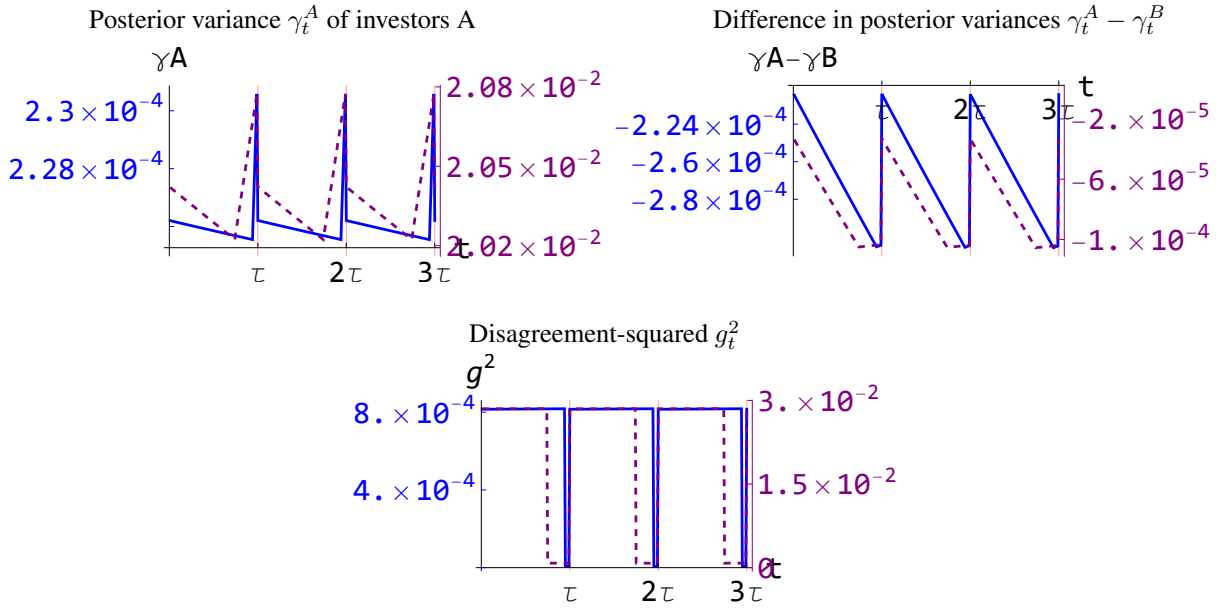 Posterior variance γ_t^A of investors A
γA
2.3 × 10^-4
2.28 × 10^-4
2.08 × 10^-2
2.05 × 10^-2
2.02 × 10^-2
t
τ 2τ 3τ
Difference in posterior variances γ_t^A − γ_t^B
γA−γB
t
τ 2τ 3τ
-2.24 × 10^-4
-2.6 × 10^-4
-2.8 × 10^-4
-2. × 10^-5
-6. × 10^-5
-1. × 10^-4
Disagreement-squared g_t^2
g^2
8. × 10^-4
4. × 10^-4
3. × 10^-2
1.5 × 10^-2
0
t
τ 2τ 3τ